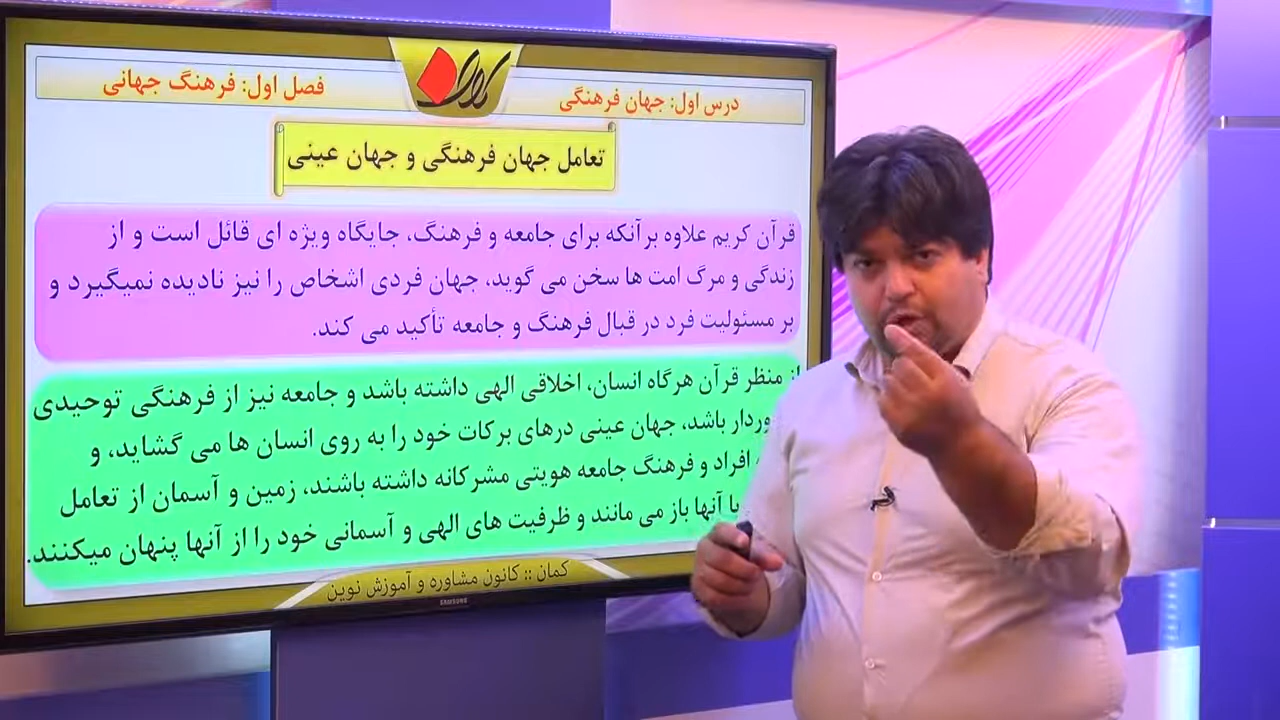 درس اول: جهان فرهنگی
فصل اول: فرهنگ جهانی
تعامل جهان فرهنگی و جهان عینی
قرآن کریم علاوه برآنکه برای جامعه و فرهنگ، جایگاه ویژه ای قائل است و از
زندگی و مرگ امت ها سخن می گوید، جهان فردی اشخاص را نیز نادیده نمیگیرد و
بر مسئولیت فرد در قبال فرهنگ و جامعه تأکید می کند.
از منظر قرآن هرگاه انسان، اخلاقی الهی داشته باشد و جامعه نیز از فرهنگی توحیدی
باشد، جهان عینی درهای برکات خود را به روی انسان ها می گشاید، و
افراد و فرهنگ جامعه هویتی مشرکانه داشته باشند، زمین و آسمان از تعامل
با آنها باز می مانند و ظرفیت های الهی و آسمانی خود را از آنها پنهان میکنند.
کمان :: کانون مشاوره و آموزش نوین
SAMSUNG